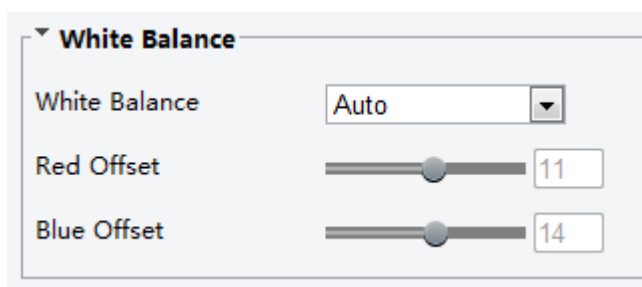 White Balance
White Balance Auto
Red Offset 11
Blue Offset 14